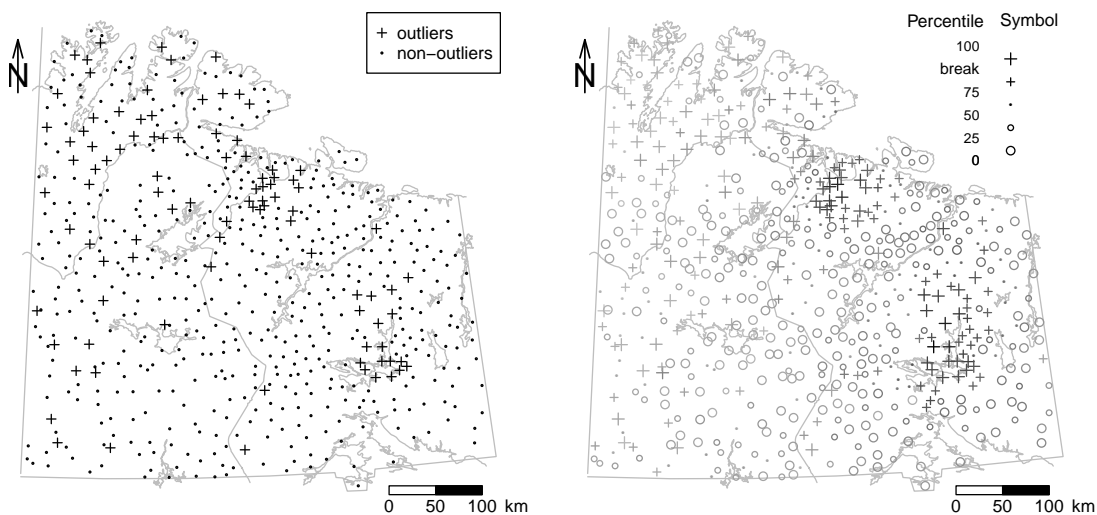 + outliers
• non−outliers
N
0 50 100 km
Percentile Symbol
100
break
75
50
25
0
N
0 50 100 km